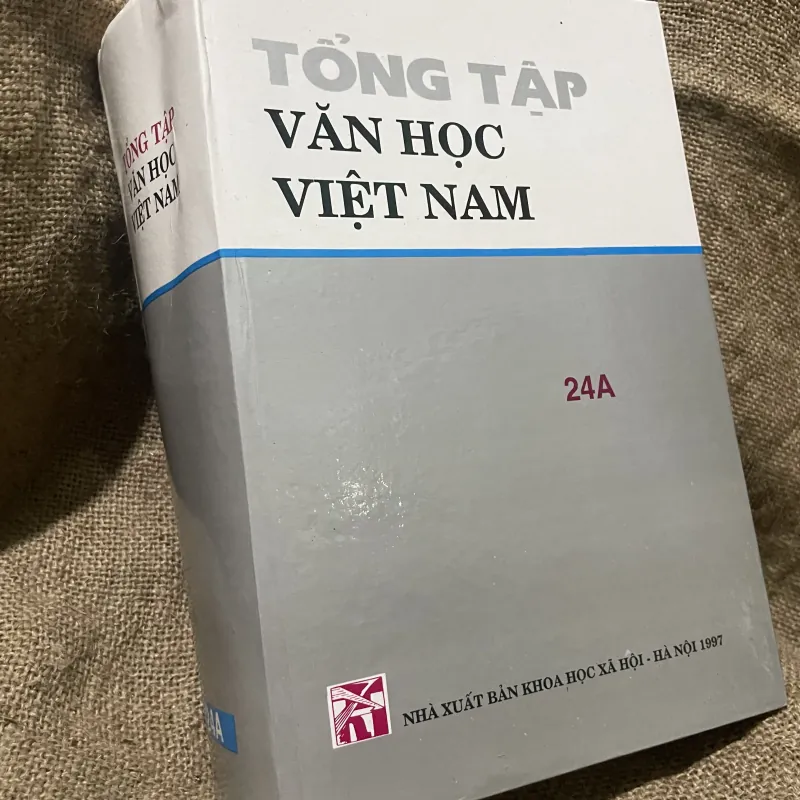 TỔNG TẬP
VĂN HỌC
VIỆT NAM
24A
NHÀ XUẤT BẢN KHOA HỌC XÃ HỘI - HÀ NỘI 1997
TỔNG TẬP
VĂN HỌC
VIỆT NAM
24A